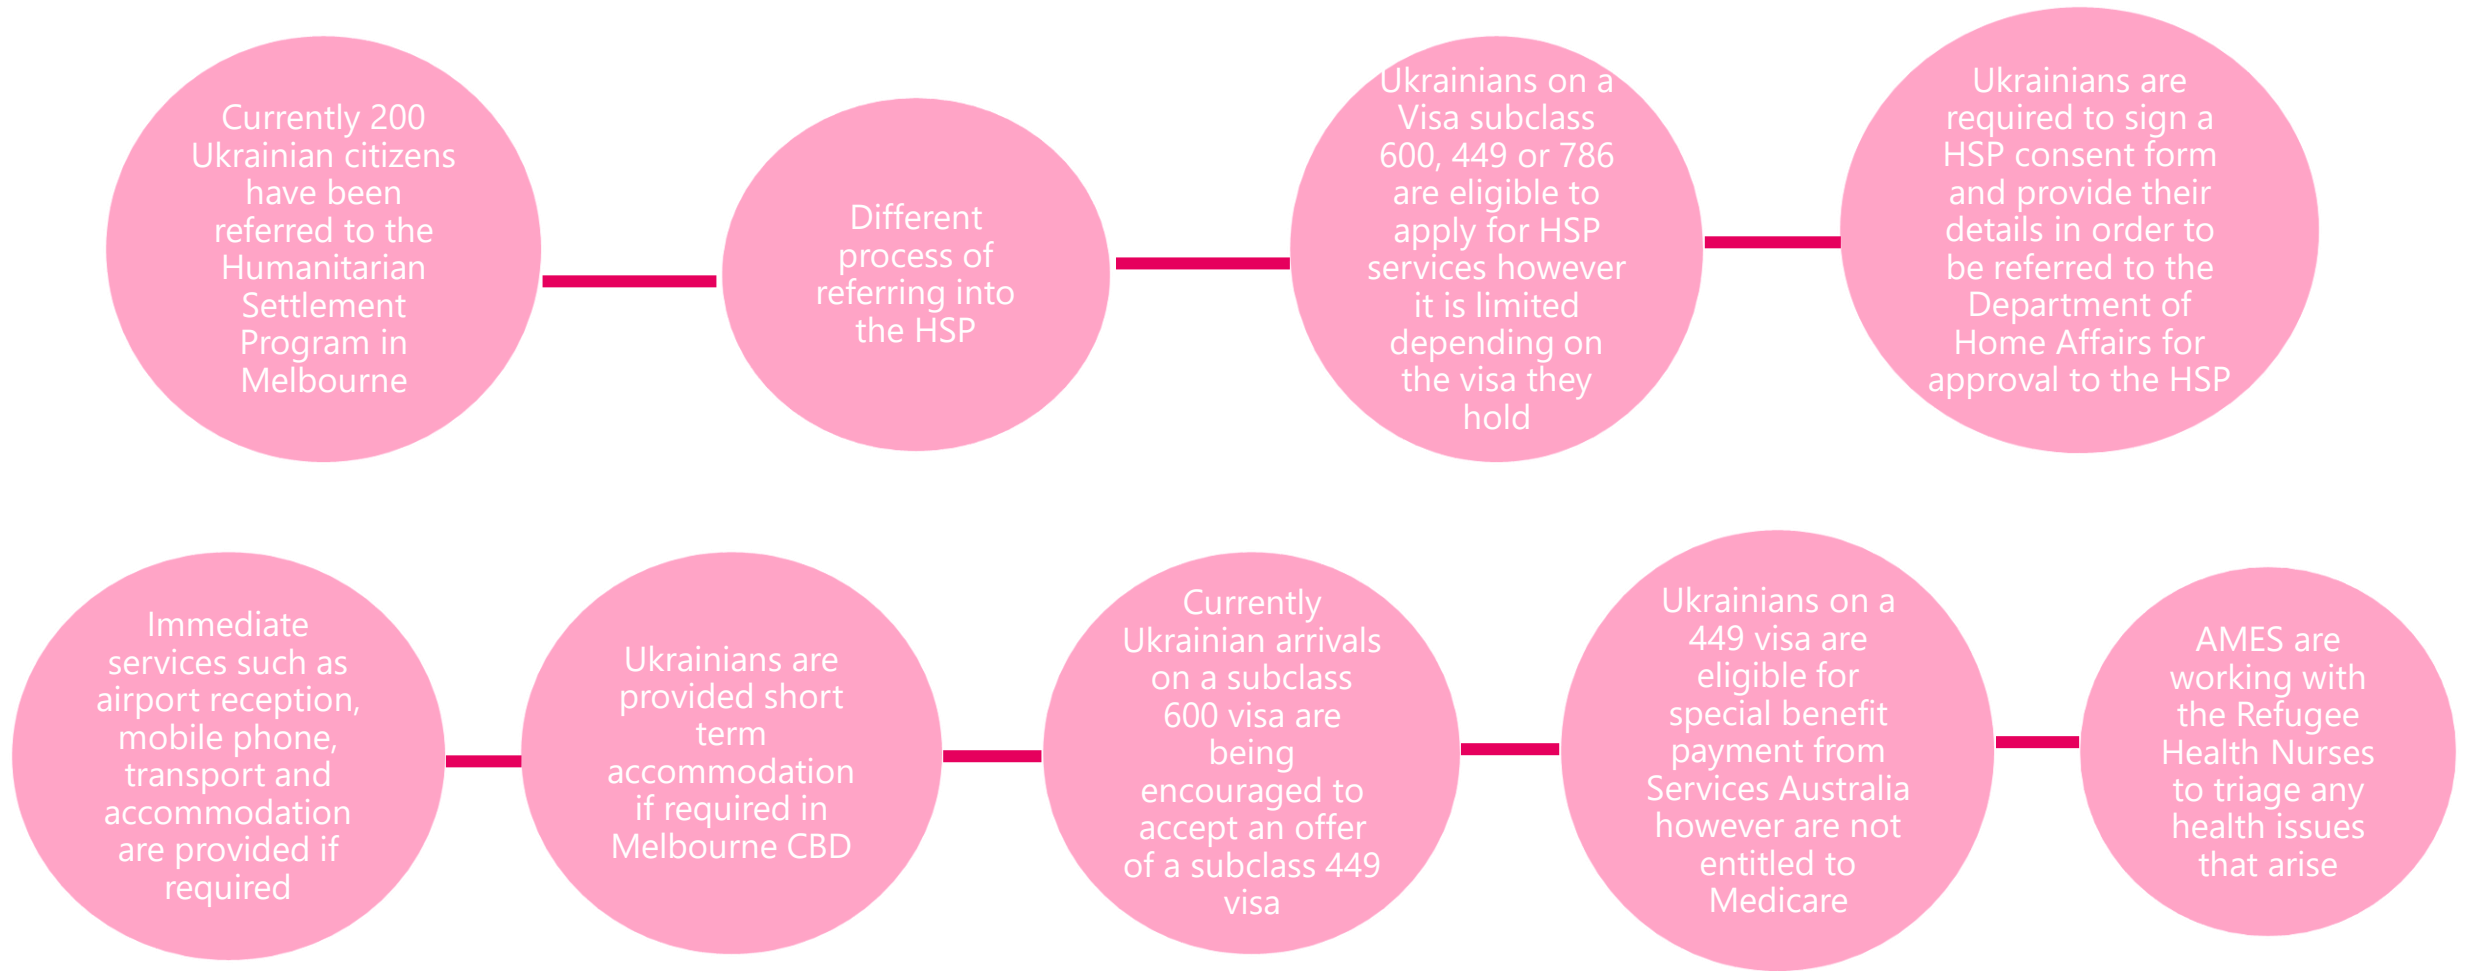 Currently 200
Ukrainian citizens
have been
referred to the
Humanitarian
Settlement
Program in
Melbourne
Different
process of
referring into
the HSP
Ukrainians on a
Visa subclass
600, 449 or 786
are eligible to
apply for HSP
services however
it is limited
depending on
the visa they
hold
Ukrainians are
required to sign a
HSP consent form
and provide their
details in order to
be referred to the
Department of
Home Affairs for
approval to the HSP
Immediate
services such as
airport reception,
mobile phone,
transport and
accommodation
are provided if
required
Ukrainians are
provided short
term
accommodation
if required in
Melbourne CBD
Currently
Ukrainian arrivals
on a subclass
600 visa are
being
encouraged to
accept an offer
of a subclass 449
visa
Ukrainians on a
449 visa are
eligible for
special benefit
payment from
Services Australia
however are not
entitled to
Medicare
AMES are
working with
the Refugee
Health Nurses
to triage any
health issues
that arise